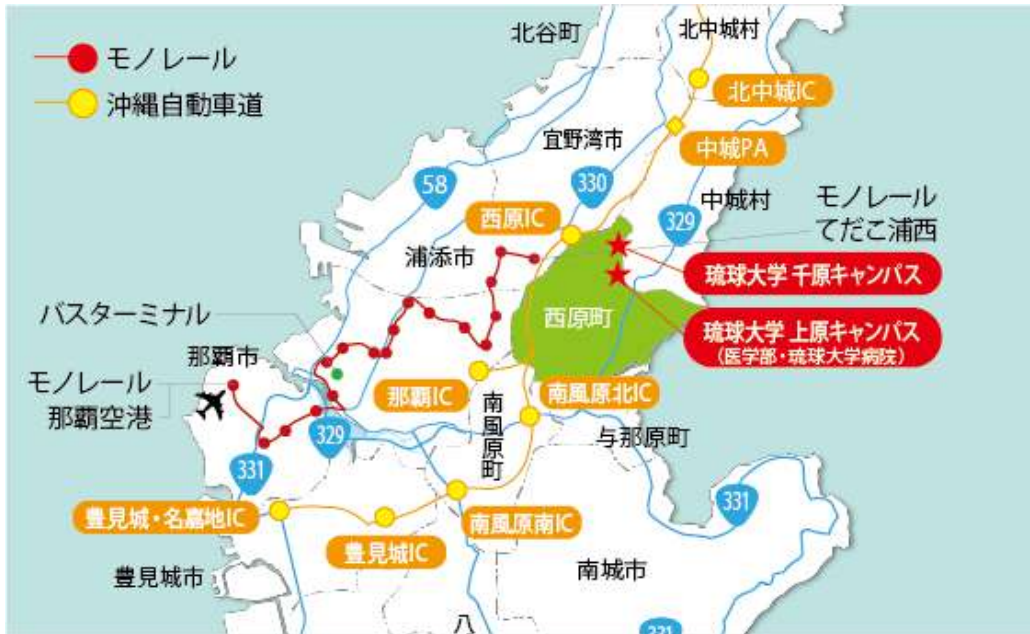 モノレール
沖縄自動車道
北谷町
北中城村
北中城IC
中城PA
宜野湾市
58
330
中城村
329
モノレール
てだこ浦西
西原IC
浦添市
琉球大学 千原キャンパス
バスターミナル
西原町
琉球大学 上原キャンパス
(医学部・琉球大学病院)
那覇市
モノレール
那覇空港
那覇IC
南風原北IC
南風原町
329
与那原町
331
331
豊見城・名嘉地IC
豊見城IC
南風原南IC
豊見城市
南城市
八
331